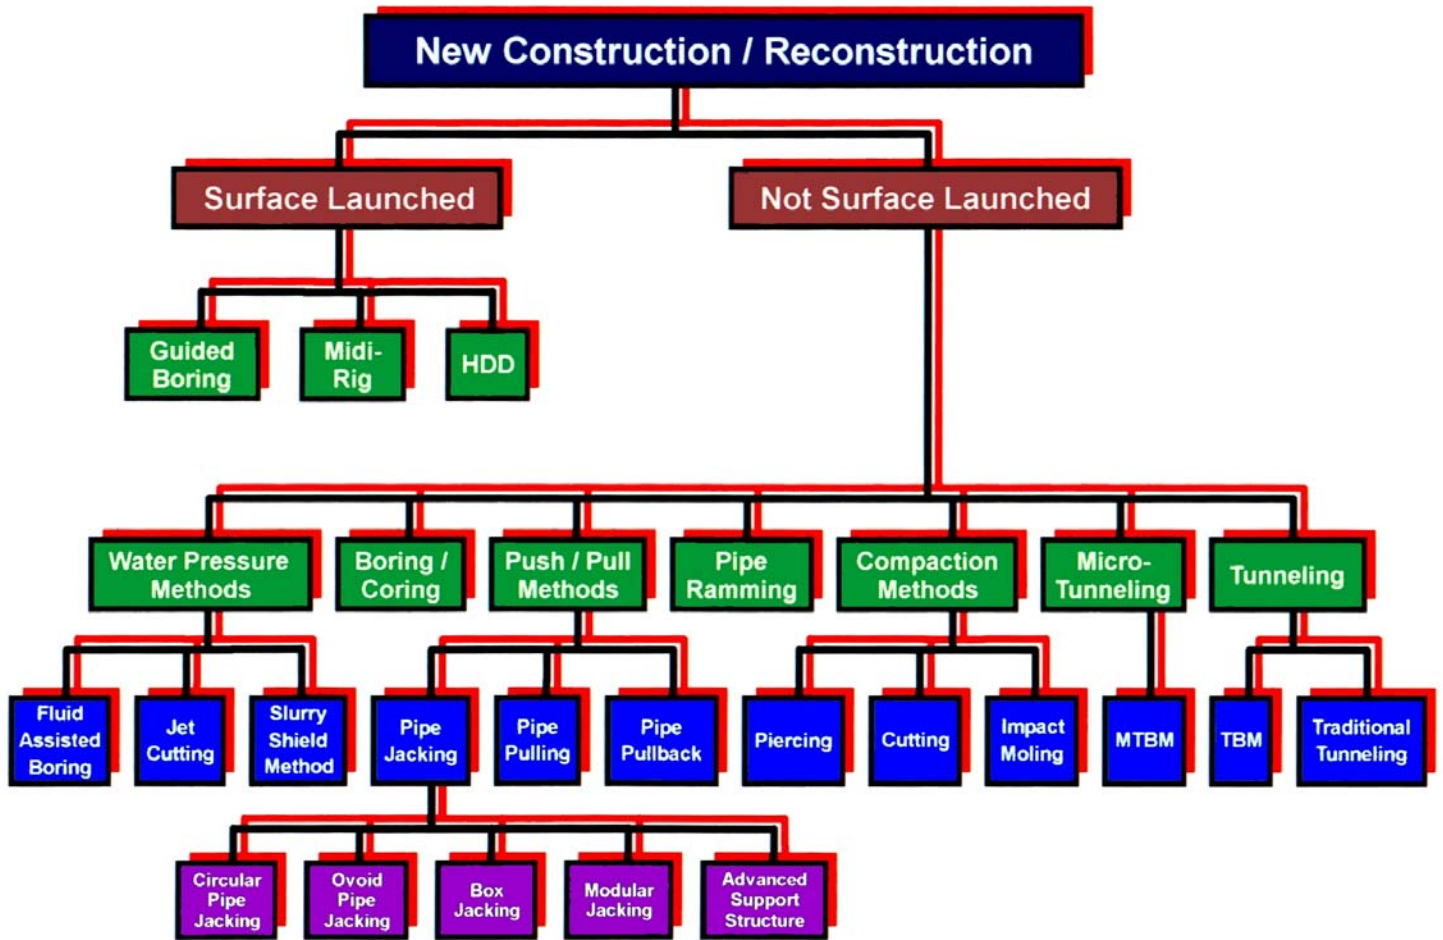 New Construction / Reconstruction
Surface Launched
Not Surface Launched
Guided
Boring
Midi-
Rig
HDD
Water Pressure
Methods
Boring /
Coring
Push / Pull
Methods
Pipe
Ramming
Compaction
Methods
Micro-
Tunneling
Tunneling
Fluid
Assisted
Boring
Jet
Cutting
Slurry
Shield
Method
Pipe
Jacking
Pipe
Pulling
Pipe
Pullback
Piercing
Cutting
Impact
Moling
MTBM
TBM
Traditional
Tunneling
Circular
Pipe
Jacking
Ovoid
Pipe
Jacking
Box
Jacking
Modular
Jacking
Advanced
Support
Structure